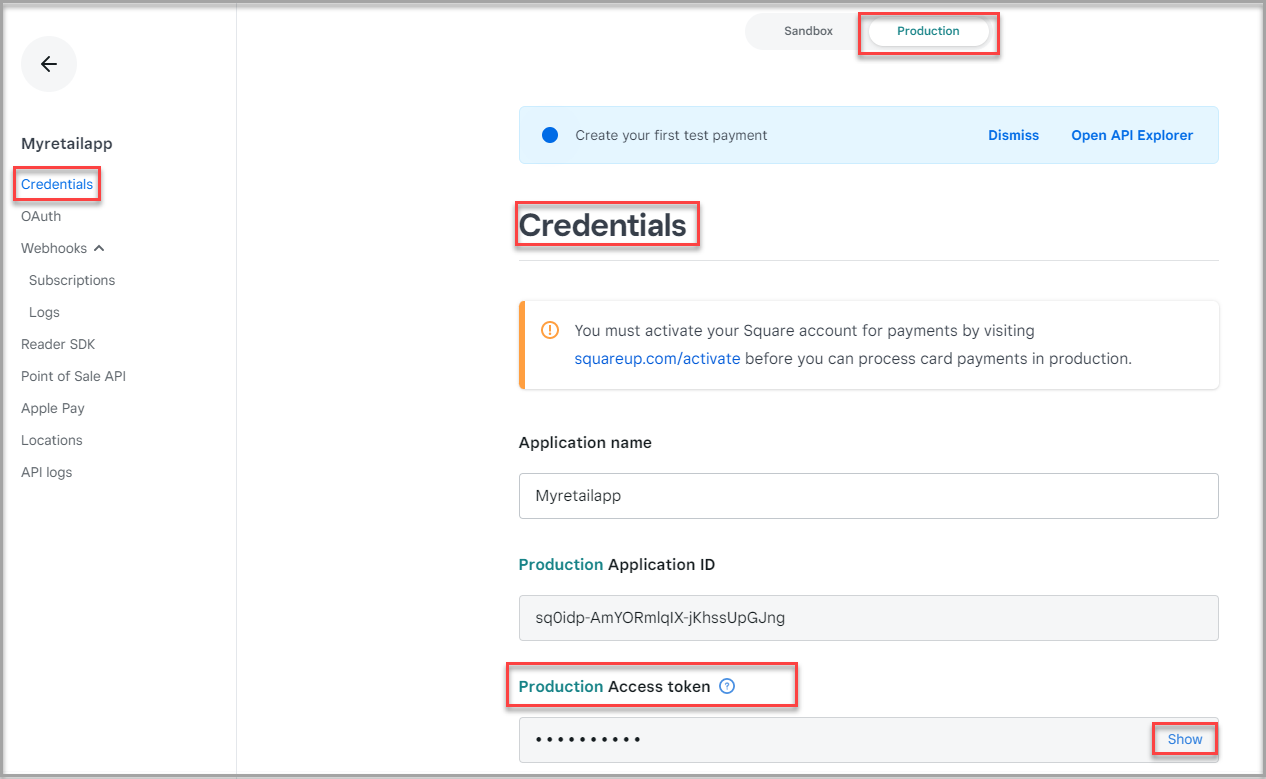 Sandbox
Production
Myretailapp
Credentials
OAuth
Webhooks
Subscriptions
Logs
Reader SDK
Point of Sale API
Apple Pay
Locations
API logs
Create your first test payment
Dismiss
Open API Explorer
Credentials
You must activate your Square account for payments by visiting
squareup.com/activate before you can process card payments in production.
Application name
Myretailapp
Production Application ID
sq0idp-AmYORmlqIX-jKhssUpGJng
Production Access token
••••••••••
Show